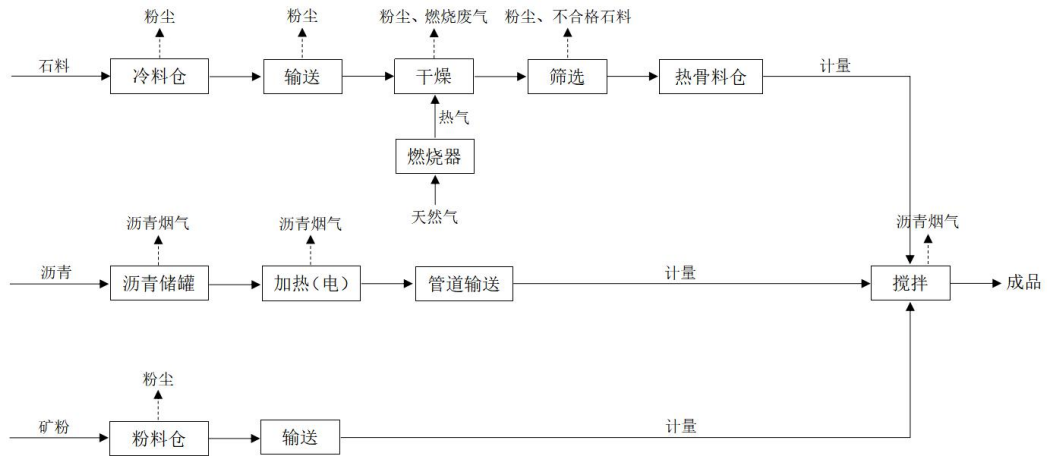 粉尘
粉尘
粉尘、燃烧废气
粉尘、不合格石料
石料
冷料仓
输送
干燥
筛选
热骨料仓
计量
热气
燃烧器
天然气
沥青烟气
沥青烟气
沥青烟气
沥青
沥青储罐
加热（电）
管道输送
计量
搅拌
成品
粉尘
矿粉
粉料仓
输送
计量